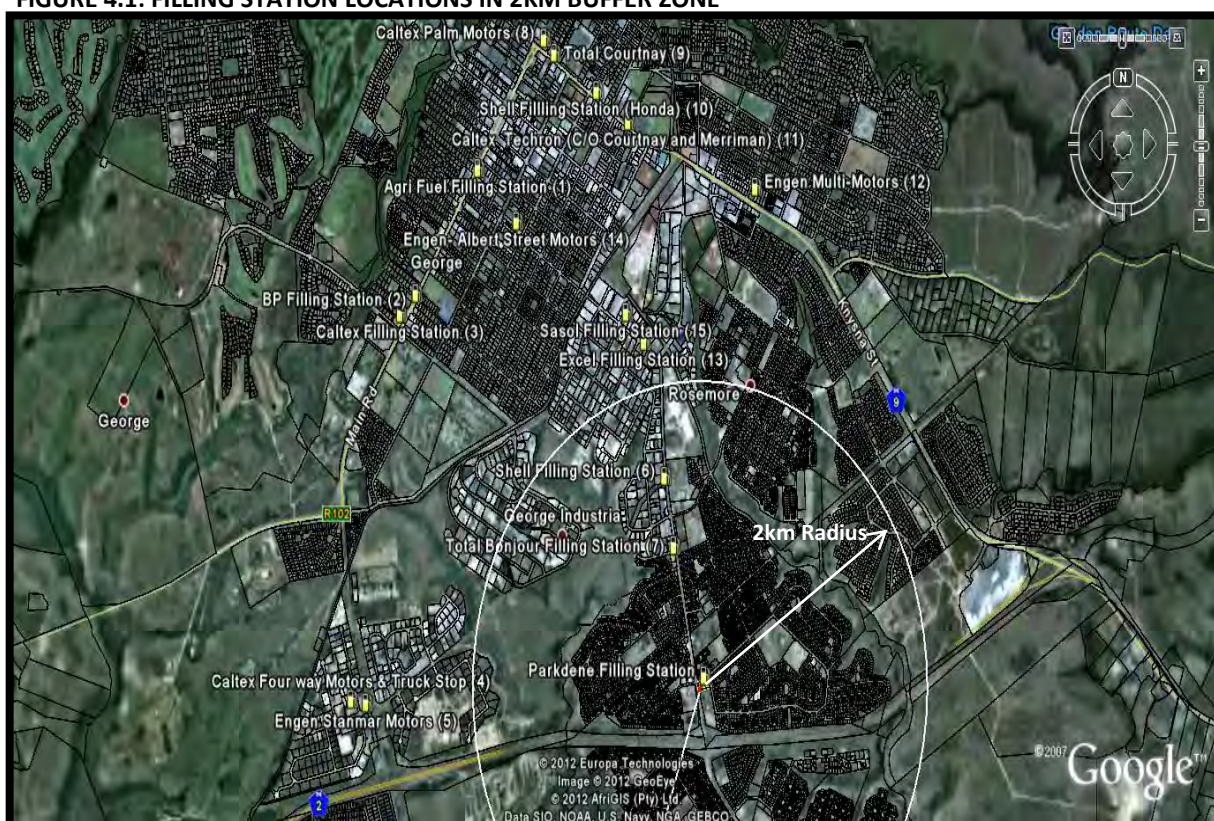 FIGURE 4.1: FILLING STATION LOCATIONS IN 2KM BUFFER ZONE
Caltex Palm Motors (8)
Total Courtnay (9)
Shell Fillling Station (Honda) (10)
Caltex Techron (C/O Courtnay and Merriman) (11)
Agri Fuel Filling Station (1)
Engen Multi-Motors (12)
Engen- Albert Street Motors (14)
George
BP Filling Station (2)
Caltex Filling Station (3)
Sasol Filling Station (15)
Excel Filling Station (13)
Knysna St
Rosemore
9
George
Main Rd
Shell Filling Station (6)
R102
George Industria
2km Radius
Total Bonjour Filling Station (7)
Parkdene Filling Station
Caltex Four way Motors & Truck Stop (4)
Engen Stanmar Motors (5)
N
2
© 2012 Europa Technologies
Image © 2012 GeoEye
© 2012 AfriGIS (Pty) Ltd.
Data SIO, NOAA, U.S. Navy, NGA, GEBCO
©2007 Google™